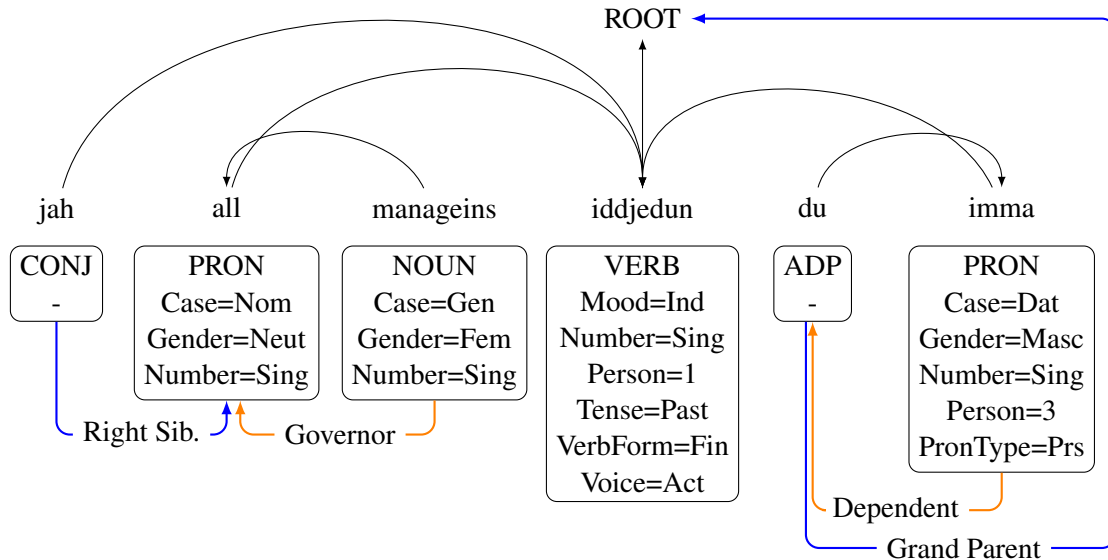 ROOT
jah all manageins iddjedun du imma
CONJ PRON NOUN VERB ADP PRON
- Case=Nom Case=Gen Mood=Ind - Case=Dat
Gender=Neut Gender=Fem Number=Sing Gender=Masc
Number=Sing Number=Sing Person=1 Number=Sing
Tense=Past Person=3
Right Sib. Governor VerbForm=Fin PronType=Prs
Voice=Act
Dependent
Grand Parent